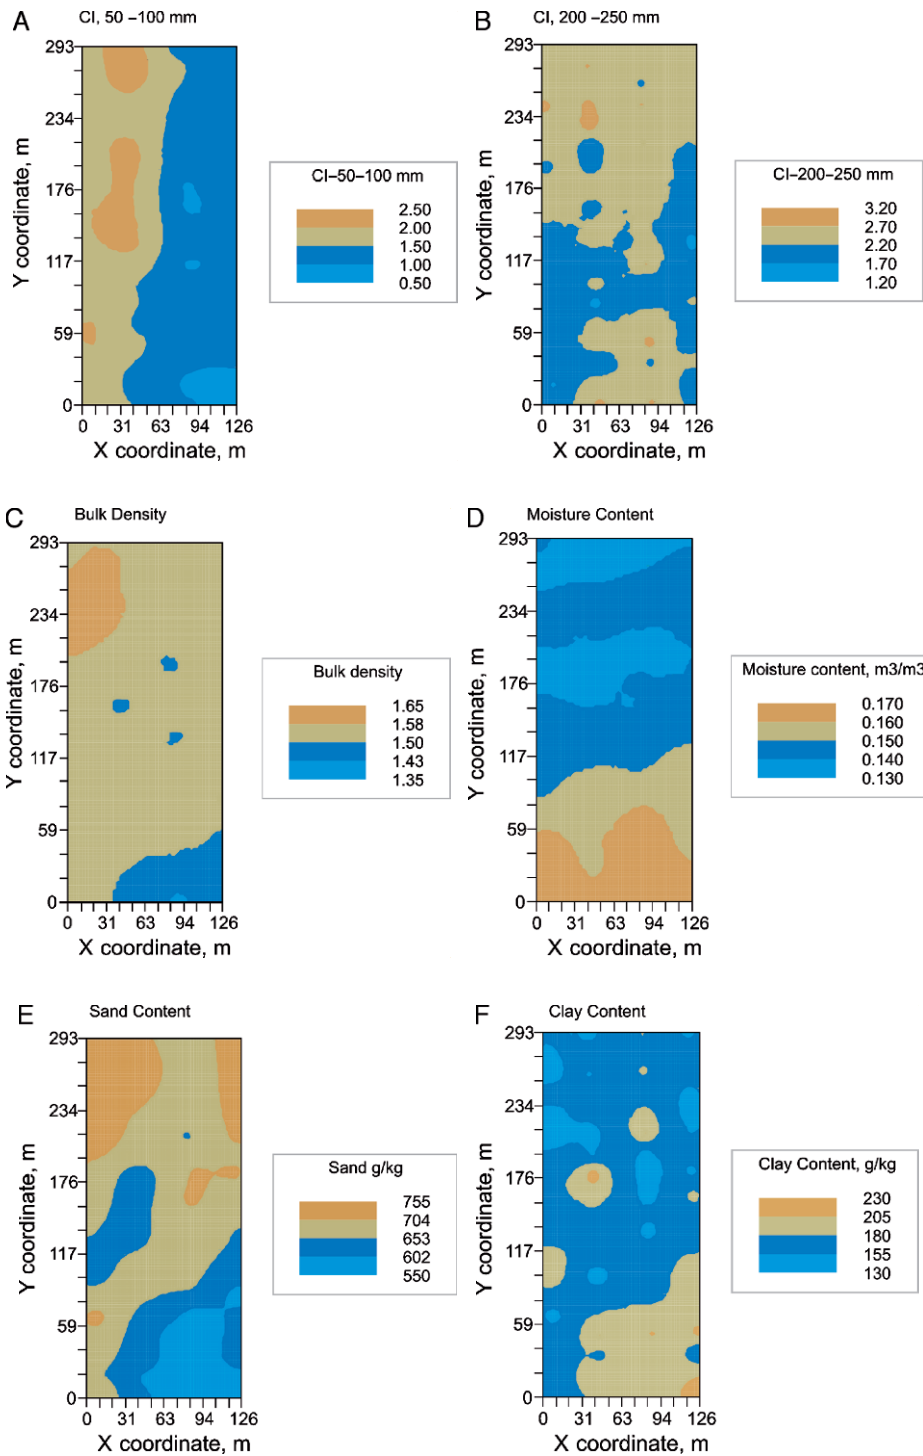 A
CI, 50 –100 mm
293
234
176
117
59
0
Y coordinate, m
0 31 63 94 126
X coordinate, m
CI–50–100 mm
2.50
2.00
1.50
1.00
0.50
B
CI, 200 –250 mm
293
234
176
117
59
0
Y coordinate, m
0 31 63 94 126
X coordinate, m
CI–200–250 mm
3.20
2.70
2.20
1.70
1.20
C
Bulk Density
293
234
176
117
59
0
Y coordinate, m
0 31 63 94 126
X coordinate, m
Bulk density
1.65
1.58
1.50
1.43
1.35
D
Moisture Content
293
234
176
117
59
0
Y coordinate, m
0 31 63 94 126
X coordinate, m
Moisture content, m3/m3
0.170
0.160
0.150
0.140
0.130
E
Sand Content
293
234
176
117
59
0
Y coordinate, m
0 31 63 94 126
X coordinate, m
Sand g/kg
755
704
653
602
550
F
Clay Content
293
234
176
117
59
0
Y coordinate, m
0 31 63 94 126
X coordinate, m
Clay Content, g/kg
230
205
180
155
130